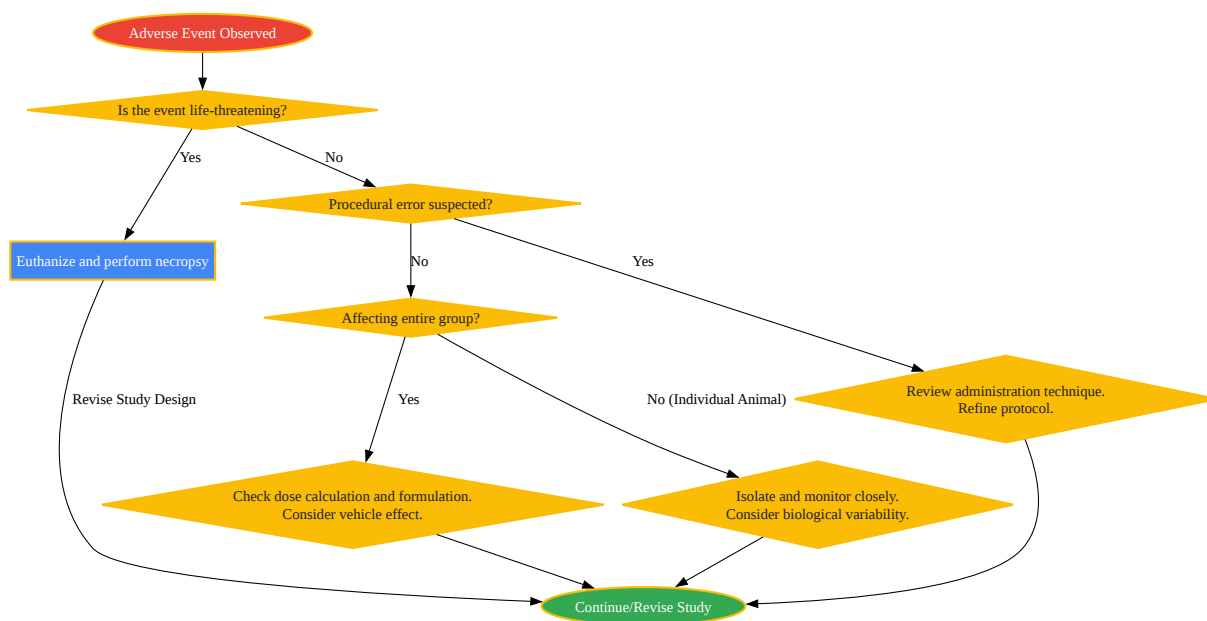 Adverse Event Observed
Is the event life-threatening?
Yes
No
Procedural error suspected?
Euthanize and perform necropsy
No
Yes
Affecting entire group?
Revise Study Design
Yes
No (Individual Animal)
Review administration technique.
Refine protocol.
Check dose calculation and formulation.
Consider vehicle effect.
Isolate and monitor closely.
Consider biological variability.
Continue/Revise Study